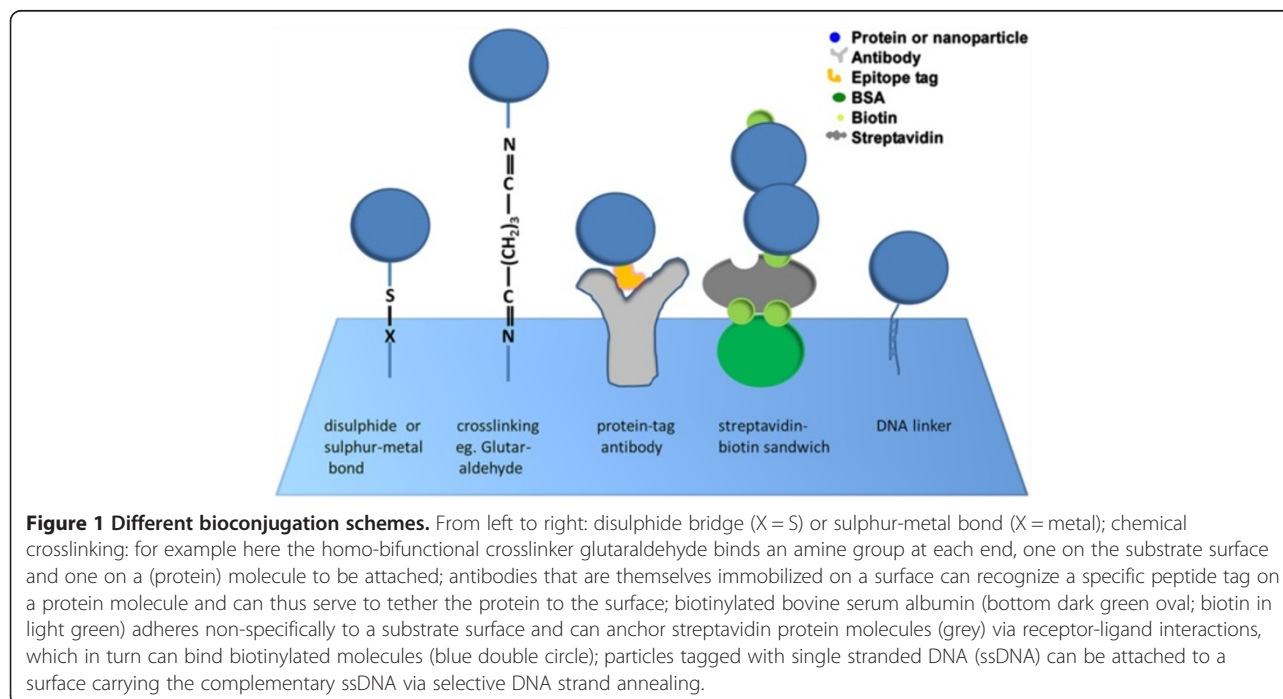 Protein or nanoparticle
Antibody
Epitope tag
BSA
Biotin
Streptavidin
N
C
(CH2)3
C
N
S
X
disulphide or
sulphur-metal
bond
crosslinking
eg. Glutar-
aldehyde
protein-tag
antibody
streptavidin-
biotin sandwich
DNA linker
Figure 1 Different bioconjugation schemes. From left to right: disulphide bridge (X = S) or sulphur-metal bond (X = metal); chemical
crosslinking: for example here the homo-bifunctional crosslinker glutaraldehyde binds an amine group at each end, one on the substrate surface
and one on a (protein) molecule to be attached; antibodies that are themselves immobilized on a surface can recognize a specific peptide tag on
a protein molecule and can thus serve to tether the protein to the surface; biotinylated bovine serum albumin (bottom dark green oval; biotin in
light green) adheres non-specifically to a substrate surface and can anchor streptavidin protein molecules (grey) via receptor-ligand interactions,
which in turn can bind biotinylated molecules (blue double circle); particles tagged with single stranded DNA (ssDNA) can be attached to a
surface carrying the complementary ssDNA via selective DNA strand annealing.